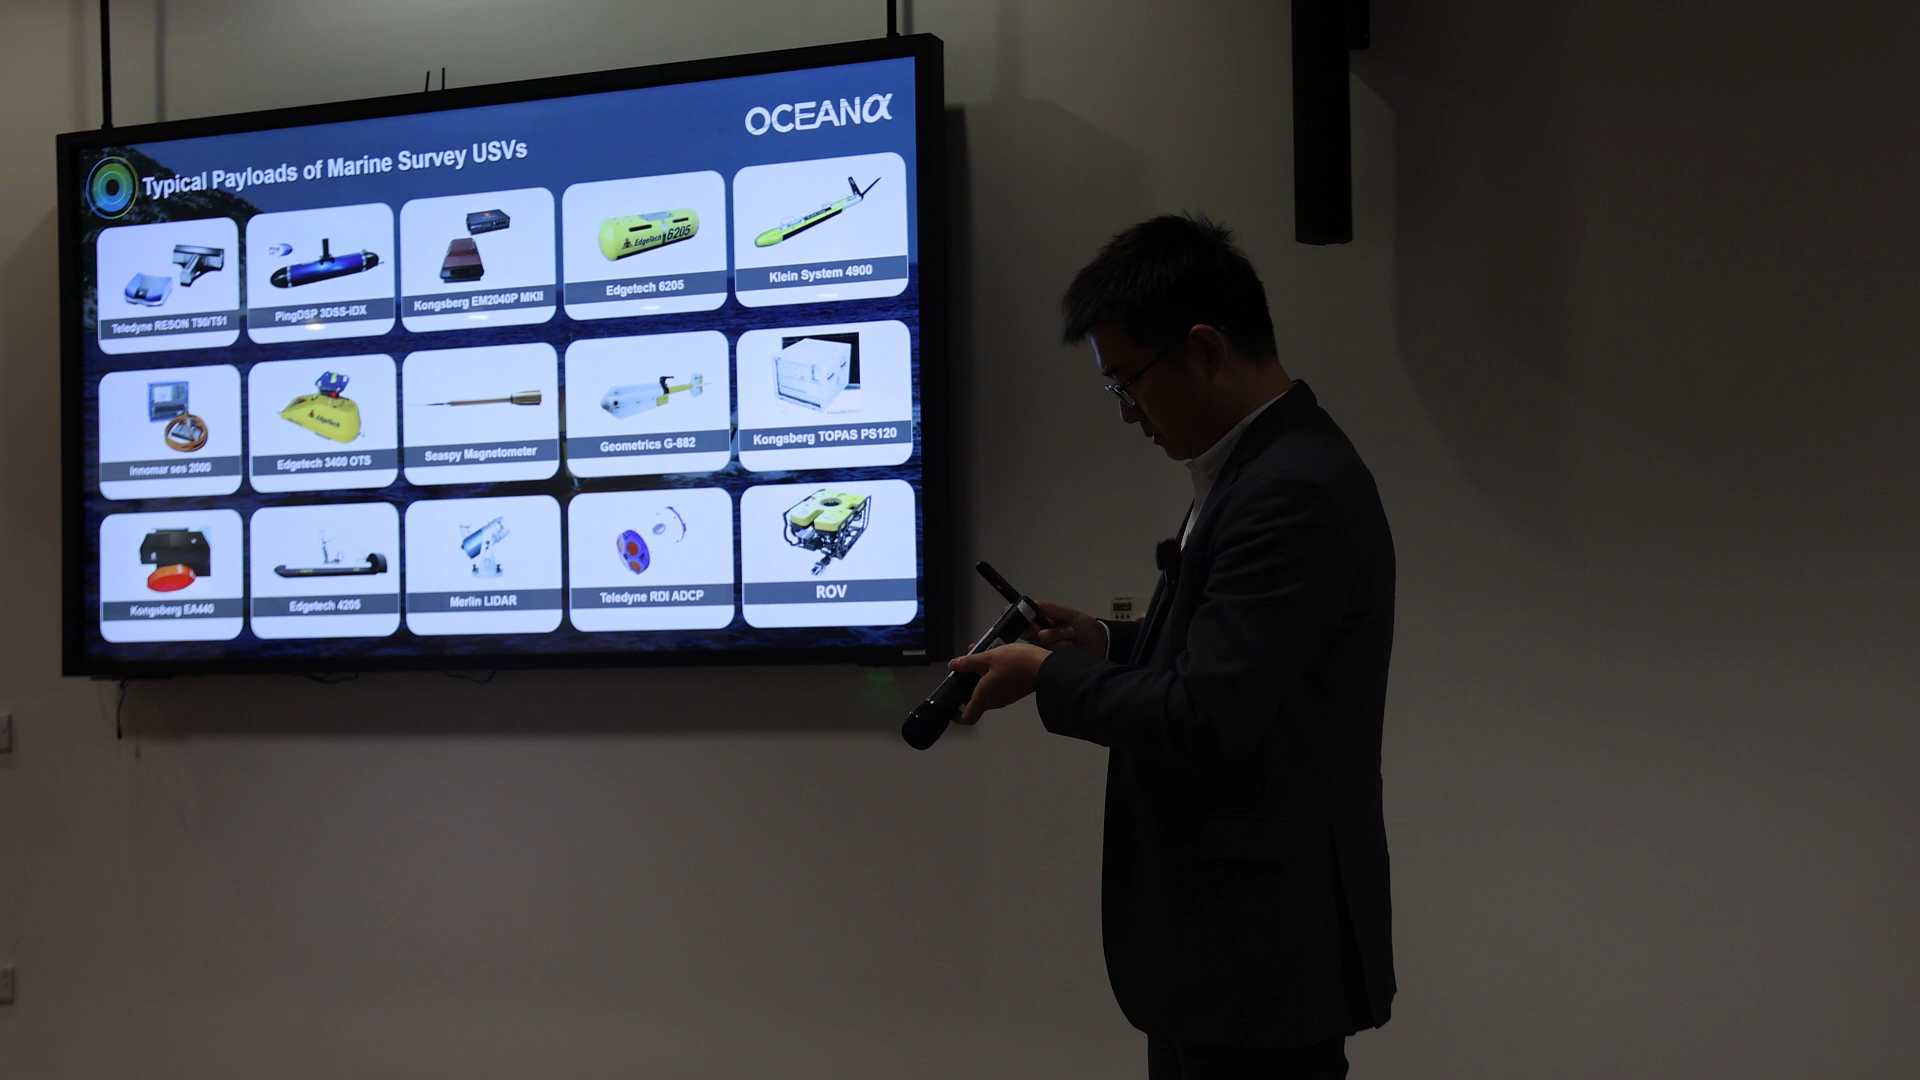 OCEANα
Typical Payloads of Marine Survey USVs
Teledyne RESON T50/T51
PingDSP 3DSS-iDX
Kongsberg EM2040P MKII
EdgeTech 6205
Edgetech 6205
Klein System 4900
Innomar ses 2000
EdgeTech
Edgetech 3400 OTS
Seaspy Magnetometer
Geometrics G-882
Kongsberg TOPAS PS120
Kongsberg EA440
Edgetech 4205
Merlin LIDAR
Teledyne RDI ADCP
ROV